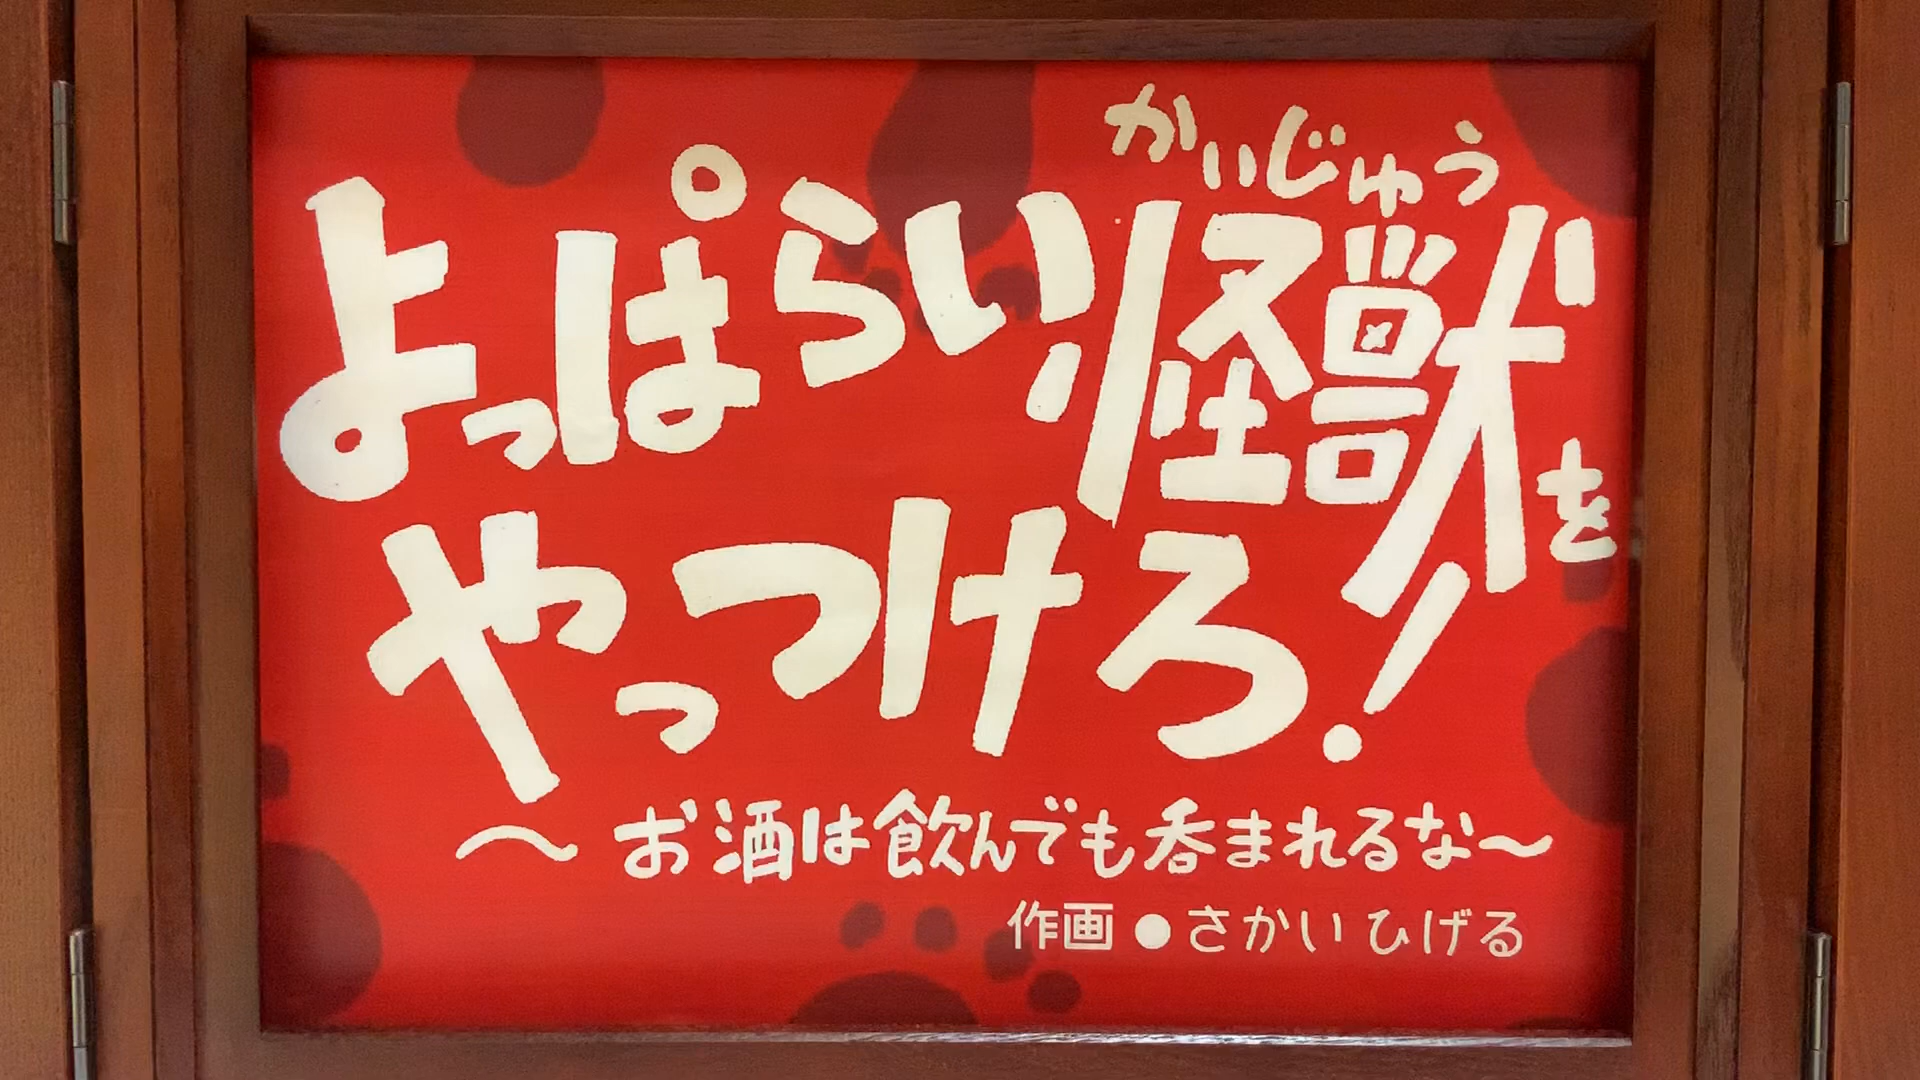 かいじゅう
よっぱらい怪獣を
やっつけろ!
〜お酒は飲んでも呑まれるな〜
作画●さかいひげる